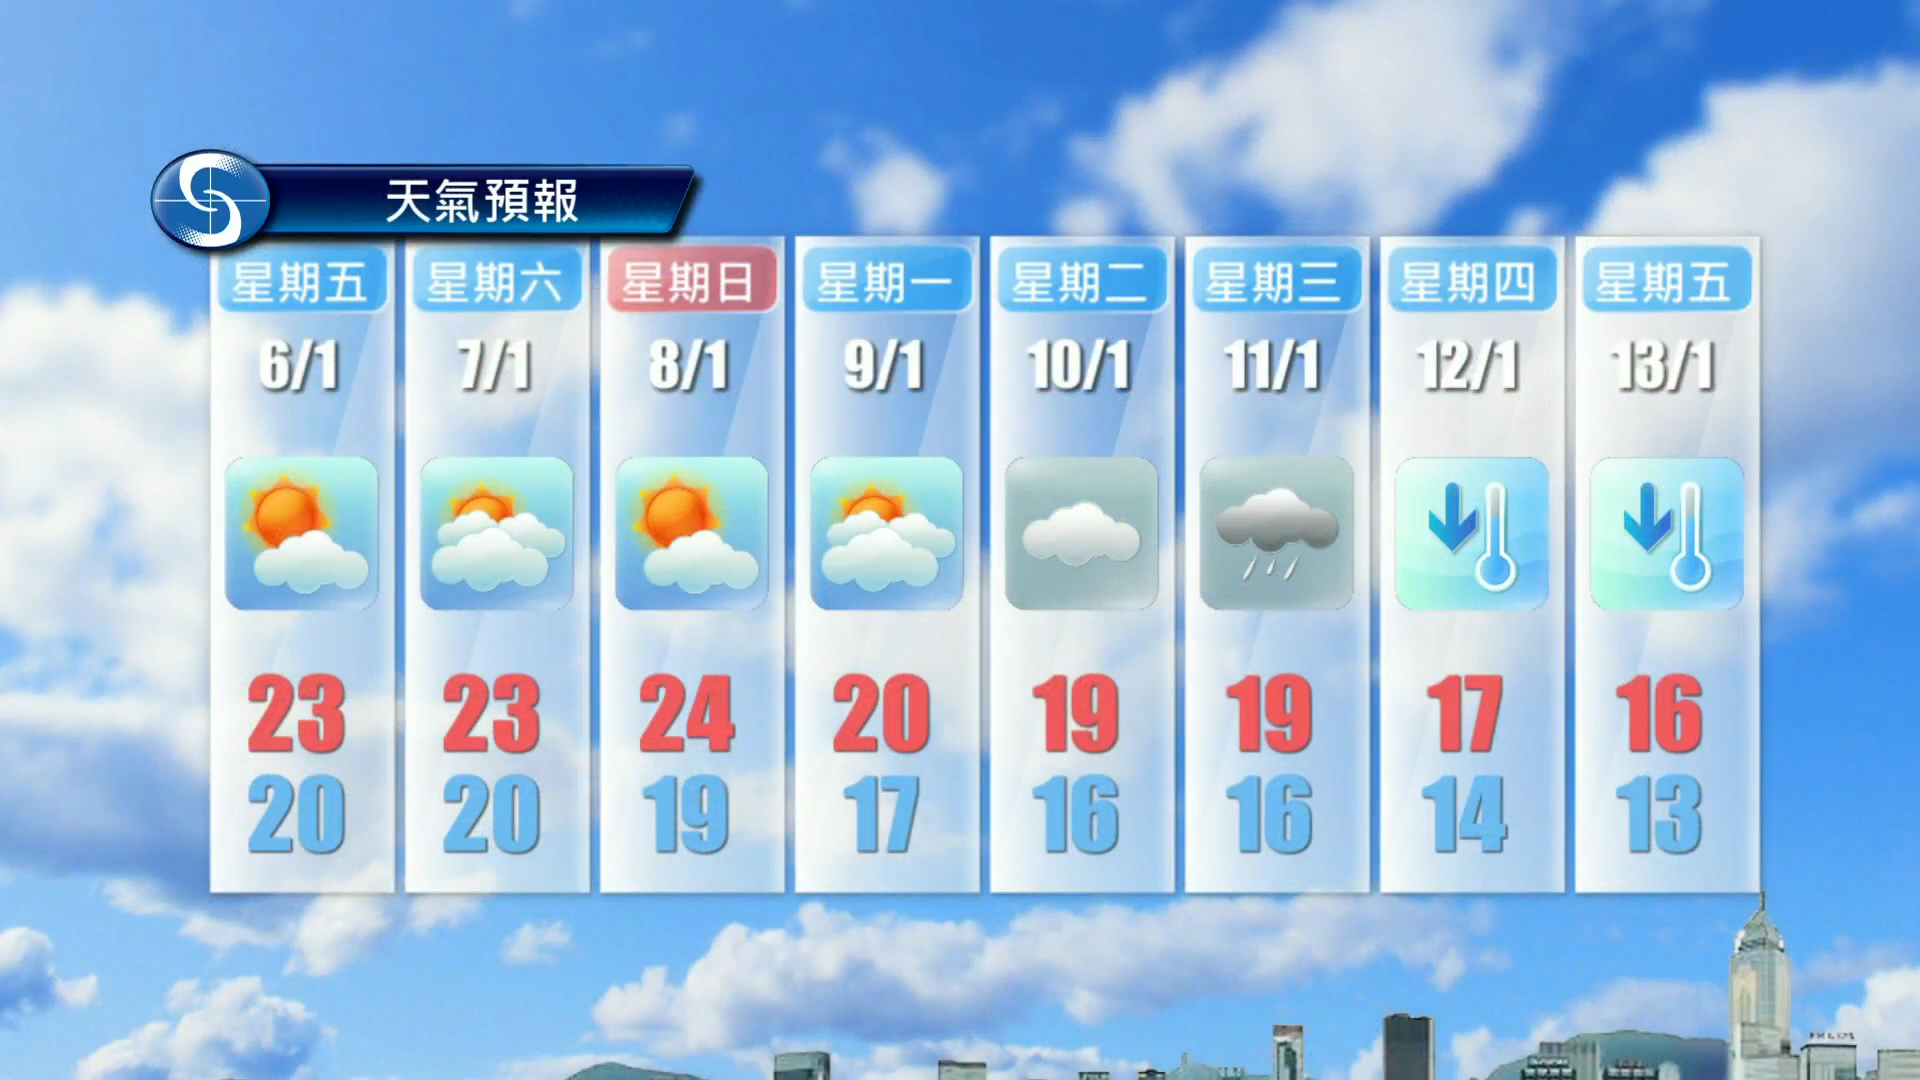 天氣預報
星期五 星期六 星期日 星期一 星期二 星期三 星期四 星期五
6/1 7/1 8/1 9/1 10/1 11/1 12/1 13/1
23 23 24 20 19 19 17 16
20 20 19 17 16 16 14 13